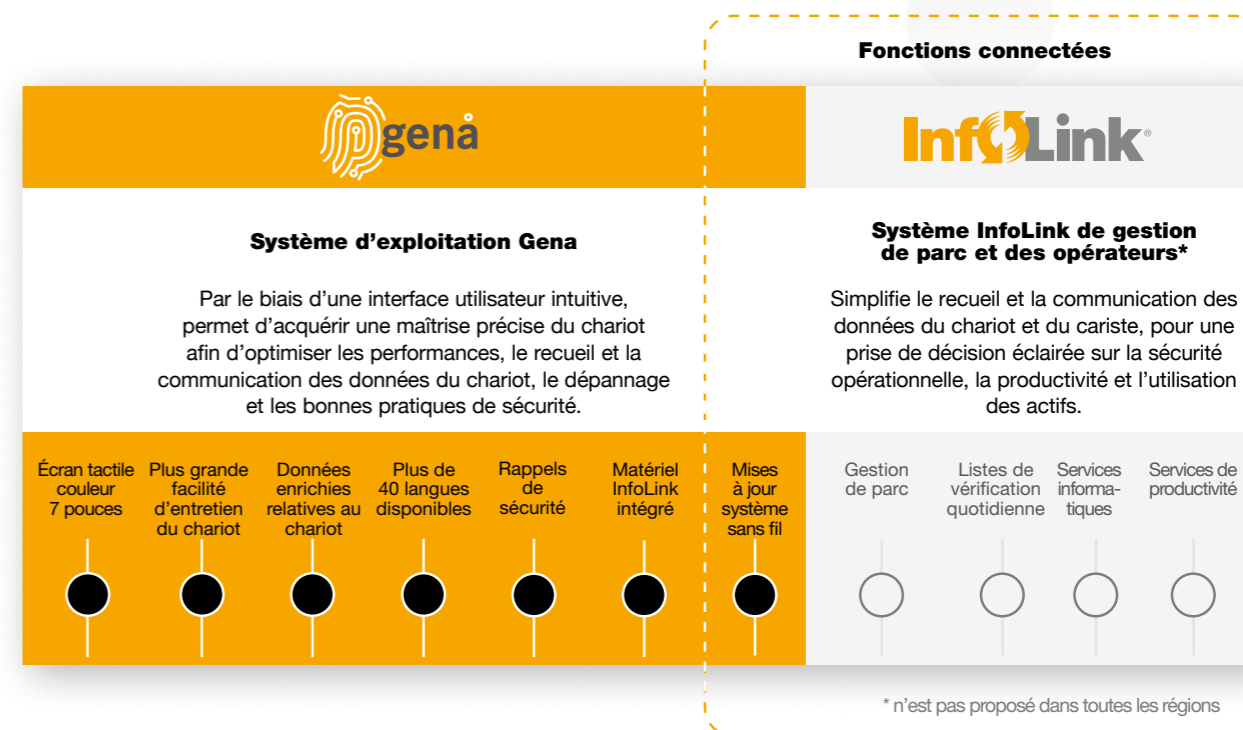 Fonctions connectées
genå
InfoLink®
Système d’exploitation Gena
Par le biais d’une interface utilisateur intuitive,
permet d’acquérir une maîtrise précise du chariot
afin d’optimiser les performances, le recueil et la
communication des données du chariot, le dépannage
et les bonnes pratiques de sécurité.
Système InfoLink de gestion
de parc et des opérateurs*
Simplifie le recueil et la communication des
données du chariot et du cariste, pour une
prise de décision éclairée sur la sécurité
opérationnelle, la productivité et l’utilisation
des actifs.
Écran tactile
couleur
7 pouces
Plus grande
facilité
d’entretien
du chariot
Données
enrichies
relatives au
chariot
Plus de
40 langues
disponibles
Rappels
de
sécurité
Matériel
InfoLink
intégré
Mises
à jour
système
sans fil
Gestion
de parc
Listes de
vérification
quotidienne
Services
informa-
tiques
Services de
productivité
* n’est pas proposé dans toutes les régions